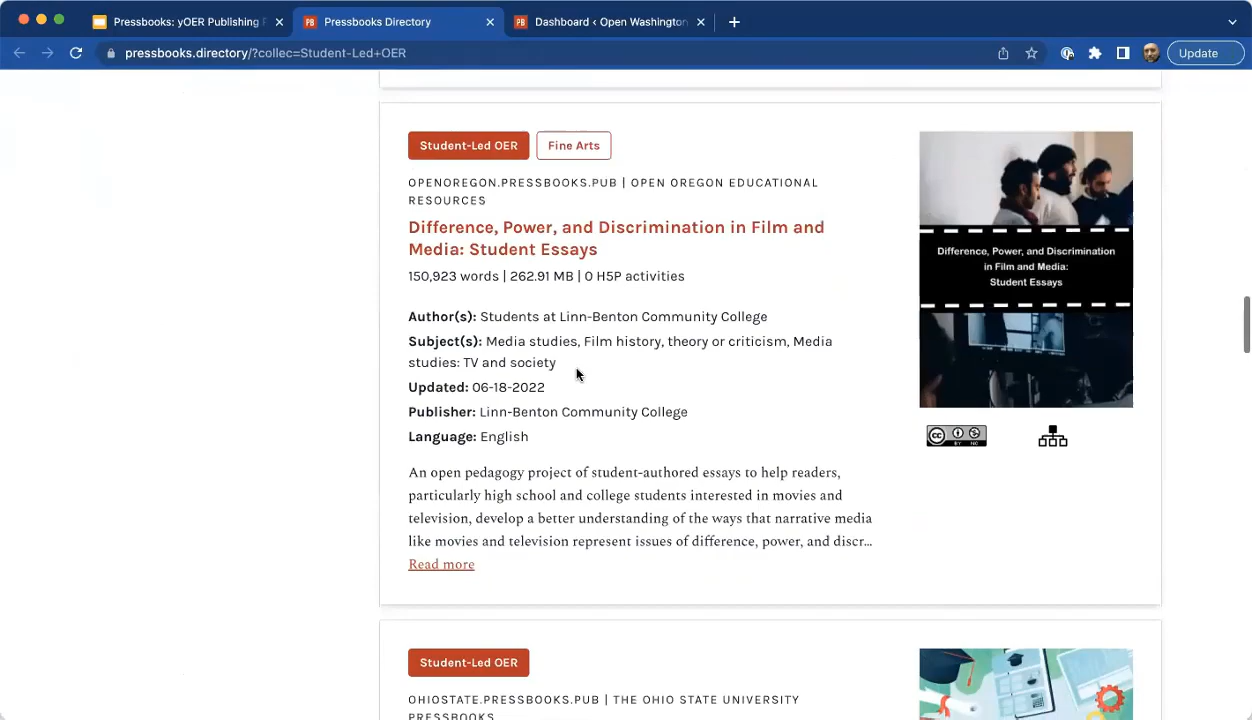 Pressbooks: yOER Publishing F
Pressbooks Directory
Dashboard ‹ Open Washington
pressbooks.directory/?collec=Student-Led+OER
Update
Student-Led OER
Fine Arts
OPENOREGON.PRESSBOOKS.PUB | OPEN OREGON EDUCATIONAL
RESOURCES
Difference, Power, and Discrimination in Film and
Media: Student Essays
150,923 words | 262.91 MB | 0 H5P activities
Author(s): Students at Linn-Benton Community College
Subject(s): Media studies, Film history, theory or criticism, Media
studies: TV and society
Updated: 06-18-2022
Publisher: Linn-Benton Community College
Language: English
An open pedagogy project of student-authored essays to help readers,
particularly high school and college students interested in movies and
television, develop a better understanding of the ways that narrative media
like movies and television represent issues of difference, power, and discr...
Read more
Difference, Power, and Discrimination
in Film and Media:
Student Essays
CC
BY NC
Student-Led OER
OHIOSTATE.PRESSBOOKS.PUB | THE OHIO STATE UNIVERSITY
PRESSBOOKS